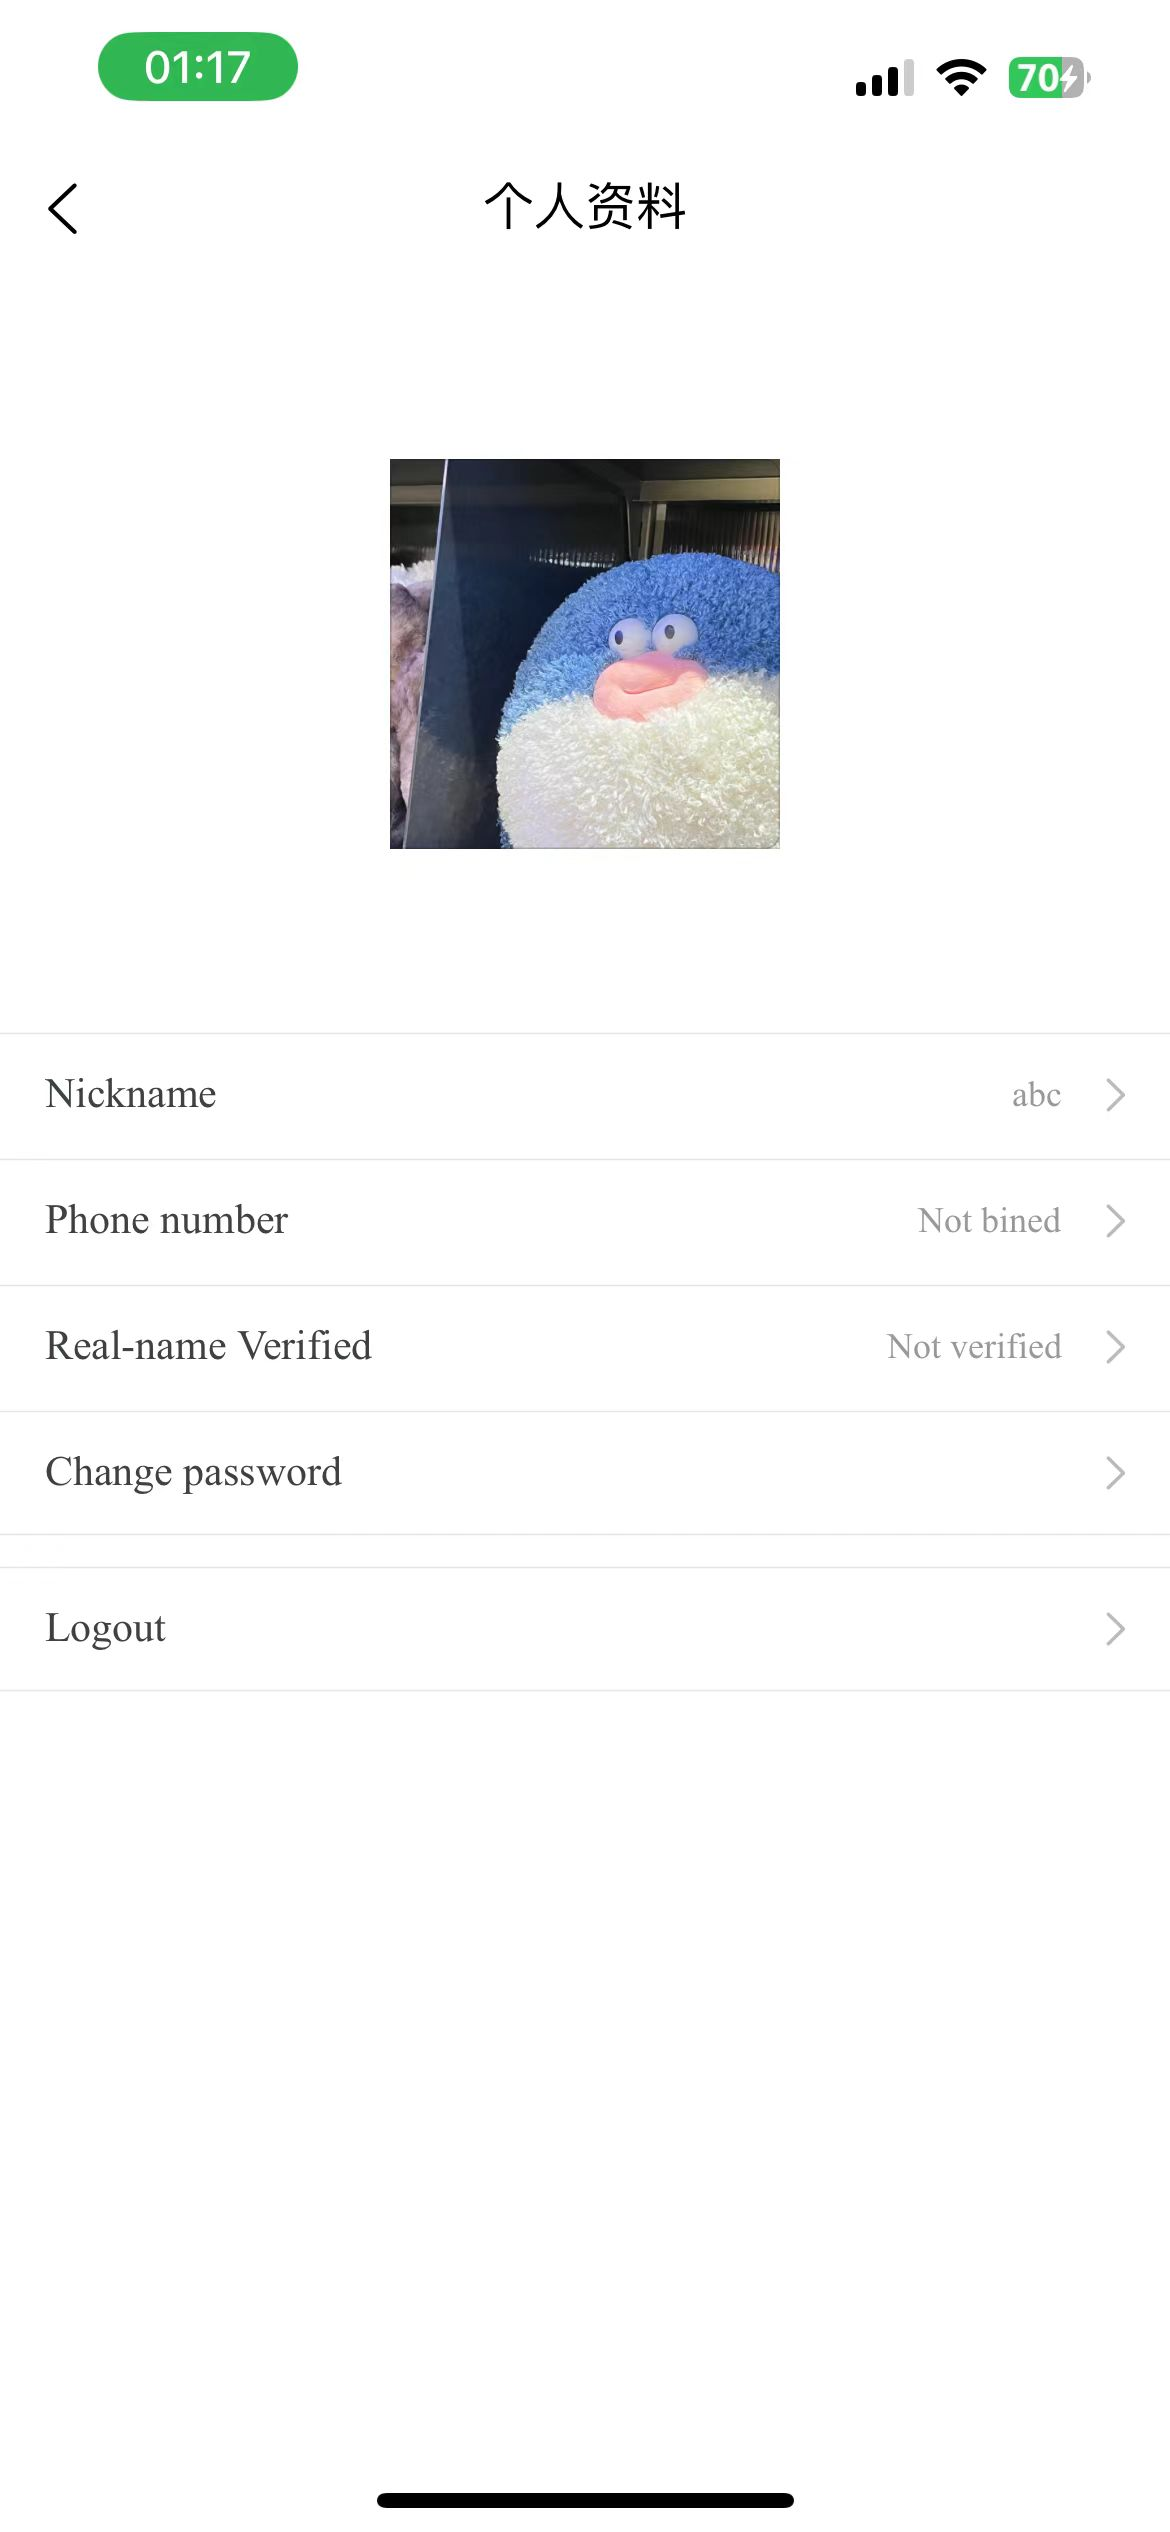 01:17
70
个人资料
Nickname abc
Phone number Not bined
Real-name Verified Not verified
Change password
Logout